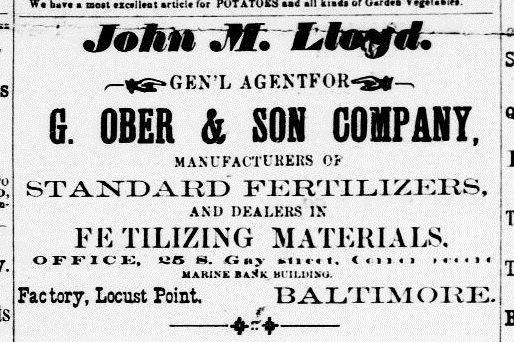 We have a most excellent article for POTATOES and all kinds of Garden Vegetables.
John M. Lloyd.
GEN'L AGENTFOR
G. OBER & SON COMPANY,
MANUFACTURERS OF
STANDARD FERTILIZERS,
AND DEALERS IN
FE TILIZING MATERIALS.
OFFICE, 25 S. Gay street,
MARINE BANK BUILDING.
Factory, Locust Point. BALTIMORE.